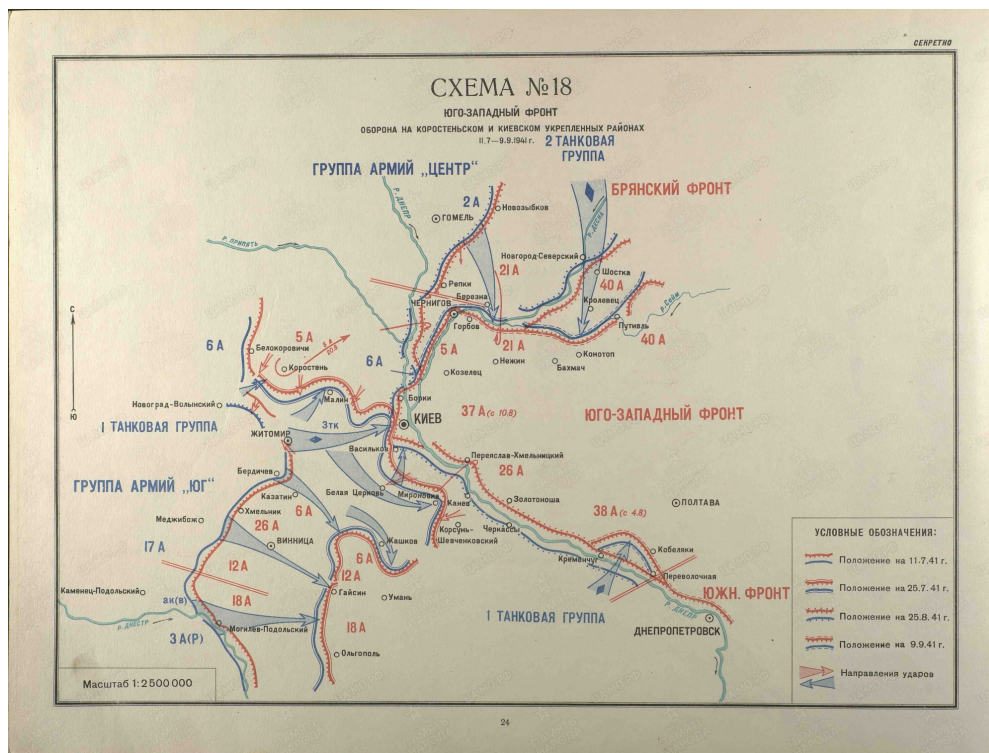 СЕКРЕТНО
СХЕМА №18
ЮГО-ЗАПАДНЫЙ ФРОНТ
ОБОРОНА НА КОРОСТЕНЬСКОМ И КИЕВСКОМ УКРЕПЛЕННЫХ РАЙОНАХ
11.7—9.9.1941 г.
2 ТАНКОВАЯ
ГРУППА
ГРУППА АРМИЙ „ЦЕНТР“
БРЯНСКИЙ ФРОНТ
Р. ДНЕПР
2 А
Новозыбков
ГОМЕЛЬ
Р. ДЕСНА
Р. ПРИПЯТЬ
Новгород-Северский
21 А
Шостка
40 А
Репки
Березна
Кролевец
Р. Сейм
ЧЕРНИГОВ
С
Горбов
Путивль
40 А
5 А
6 А
Белокоровичи
5 А
20.8
6 А
5 А
21 А
Конотоп
Нежин
Бахмач
Коростень
Козелец
Малин
Борки
Новоград-Волынский
Ю
37 А (с 10.8)
ЮГО-ЗАПАДНЫЙ ФРОНТ
КИЕВ
I ТАНКОВАЯ ГРУППА
3тк
ЖИТОМИР
Васильков
Переяслав-Хмельницкий
26 А
Бердичев
ГРУППА АРМИЙ „ЮГ“
Белая Церковь
Мироновка
Канев
Золотоноша
Казатин
6 А
Хмельник
26 А
Меджибож
38 А (с 4.8)
ПОЛТАВА
Черкассы
Корсунь-
Шевченковский
ВИННИЦА
Жашков
17 А
6 А
Кременчуг
Кобеляки
12 А
12 А
Переволочная
Каменец-Подольский
Гайсин
Умань
ЮЖН. ФРОНТ
ак(в)
18 А
Р. ДНЕСТР
Могилев-Подольский
18 А
I ТАНКОВАЯ ГРУППА
Р. ДНЕПР
ДНЕПРОПЕТРОВСК
3 А(Р)
Ольгополь
УСЛОВНЫЕ ОБОЗНАЧЕНИЯ:
Положение на 11.7.41 г.
Положение на 25.7.41 г.
Положение на 25.8.41 г.
Положение на 9.9.41 г.
Направления ударов
Масштаб 1:2500000
24